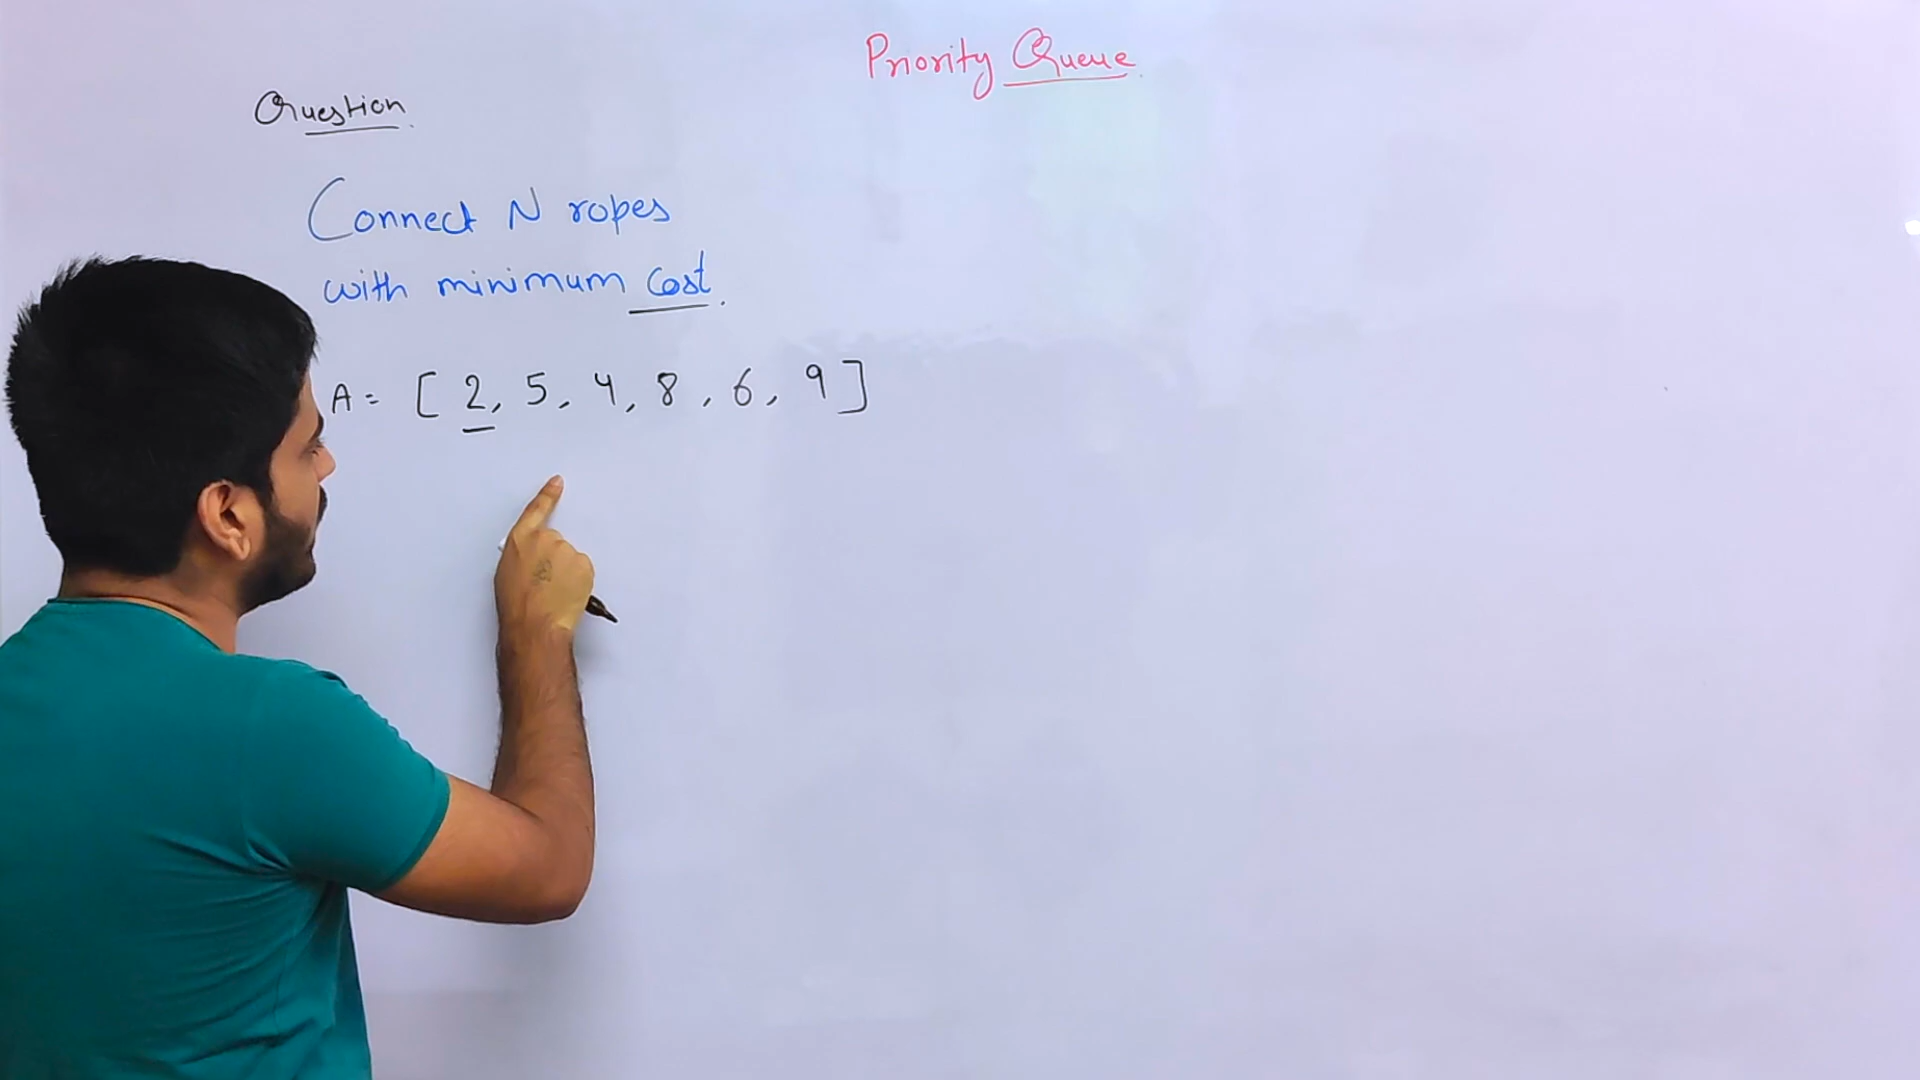 Priority Queue
Question
Connect N ropes
with minimum cost.
A = [ 2, 5, 4, 8, 6, 9 ]